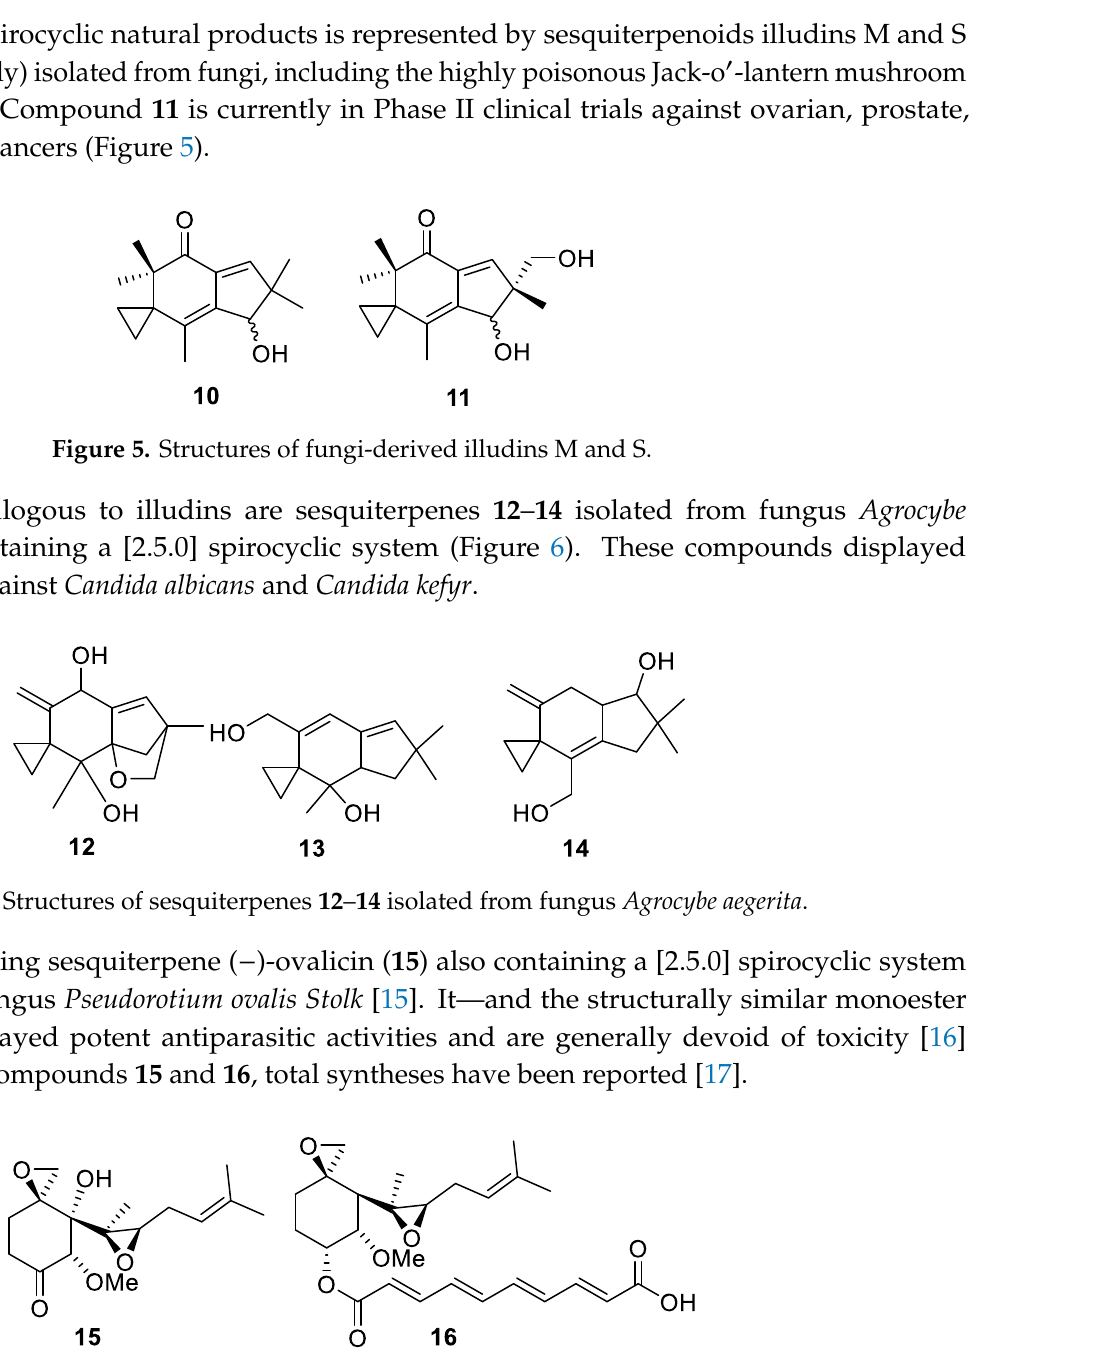 irocyclic natural products is represented by sesquiterpenoids illudins M and S
ly) isolated from fungi, including the highly poisonous Jack-o′-lantern mushroom
Compound 11 is currently in Phase II clinical trials against ovarian, prostate,
ancers (Figure 5).
O
OH
10
O
OH
OH
11
Figure 5. Structures of fungi-derived illudins M and S.
logous to illudins are sesquiterpenes 12–14 isolated from fungus Agrocybe
taining a [2.5.0] spirocyclic system (Figure 6). These compounds displayed
ainst Candida albicans and Candida kefyr.
OH
O
OH
12
HO
OH
13
OH
HO
14
Structures of sesquiterpenes 12–14 isolated from fungus Agrocybe aegerita.
ing sesquiterpene (−)-ovalicin (15) also containing a [2.5.0] spirocyclic system
ngus Pseudorotium ovalis Stolk [15]. It—and the structurally similar monoester
ayed potent antiparasitic activities and are generally devoid of toxicity [16]
ompounds 15 and 16, total syntheses have been reported [17].
O
OH
O
OMe
O
15
O
O
OMe
O
O
O
OH
16